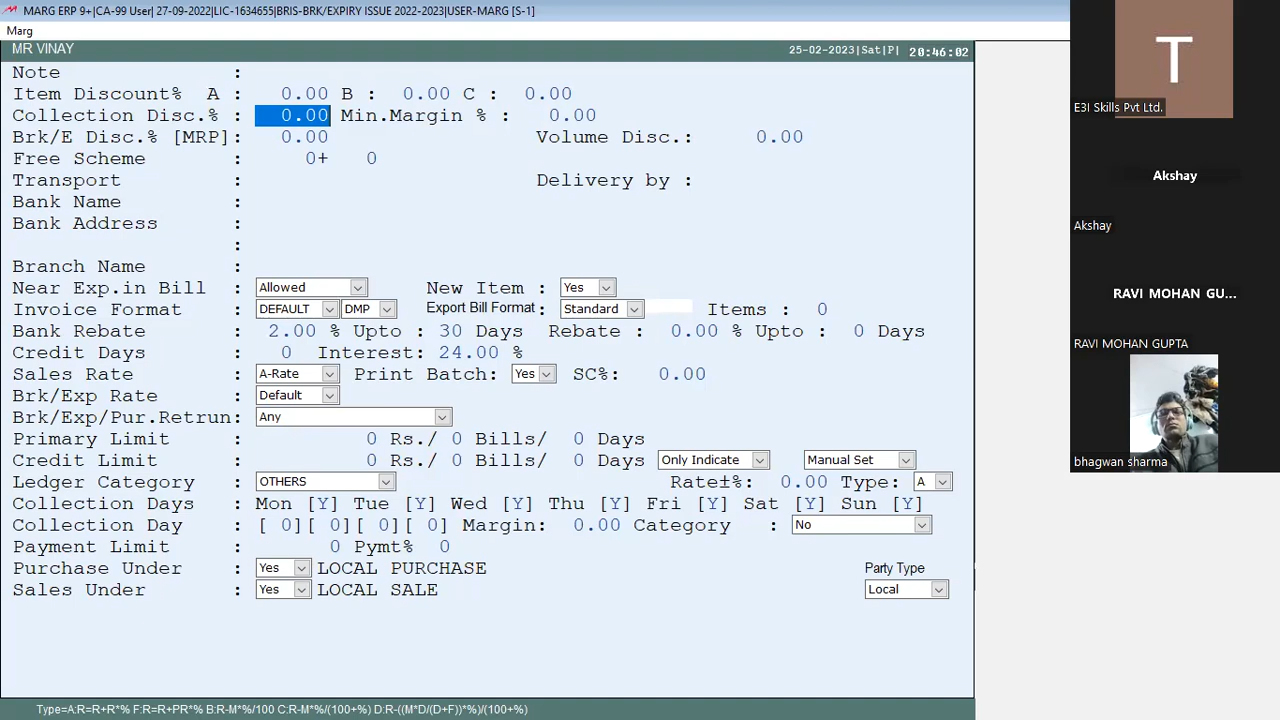 MARG ERP 9+|CA-99 User| 27-09-2022|LIC-1634655|BRIS-BRK/EXPIRY ISSUE 2022-2023|USER-MARG [S-1]
Marg
MR VINAY 25-02-2023|Sat|P| 20:46:02
Note :
Item Discount% A : 0.00 B : 0.00 C : 0.00
Collection Disc.% : 0.00 Min.Margin % : 0.00
Brk/E Disc.% [MRP]: 0.00 Volume Disc.: 0.00
Free Scheme : 0+ 0
Transport : Delivery by :
Bank Name :
Bank Address :
:
Branch Name :
Near Exp.in Bill : Allowed New Item : Yes
Invoice Format : DEFAULT DMP Export Bill Format : Standard Items : 0
Bank Rebate : 2.00 % Upto : 30 Days Rebate : 0.00 % Upto : 0 Days
Credit Days : 0 Interest: 24.00 %
Sales Rate : A-Rate Print Batch: Yes SC%: 0.00
Brk/Exp Rate : Default
Brk/Exp/Pur.Retrun: Any
Primary Limit : 0 Rs./ 0 Bills/ 0 Days
Credit Limit : 0 Rs./ 0 Bills/ 0 Days Only Indicate Manual Set
Ledger Category : OTHERS Rate±%: 0.00 Type: A
Collection Days : Mon [Y] Tue [Y] Wed [Y] Thu [Y] Fri [Y] Sat [Y] Sun [Y]
Collection Day : [ 0][ 0][ 0][ 0] Margin: 0.00 Category : No
Payment Limit : 0 Pymt% 0
Purchase Under : Yes LOCAL PURCHASE Party Type
Sales Under : Yes LOCAL SALE Local
Type=A:R=R+R*% F:R=R+PR*% B:R-M*%/100 C:R-M*%/(100+%) D:R-((M*D/(D+F))*%)/(100+%)
T
E3I Skills Pvt Ltd.
Akshay
Akshay
RAVI MOHAN GU...
RAVI MOHAN GUPTA
bhagwan sharma